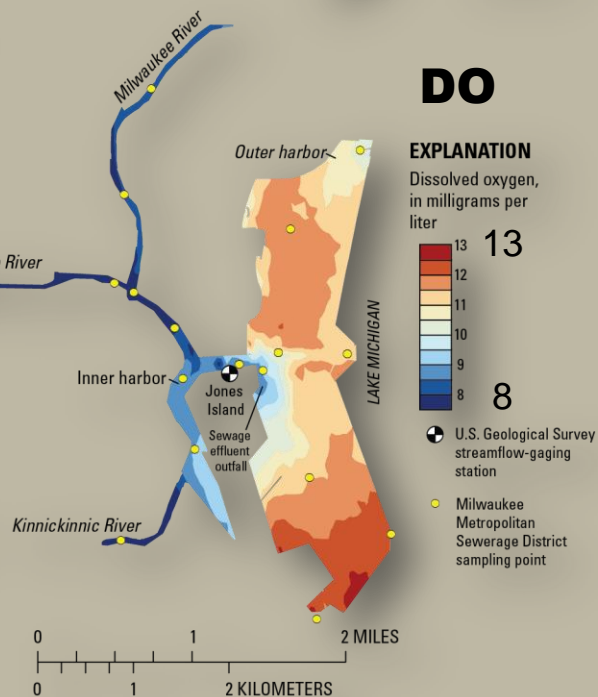 Milwaukee River
DO
Outer harbor
EXPLANATION
Dissolved oxygen,
in milligrams per
liter
River
13
13
12
11
10
9
8
8
LAKE MICHIGAN
Inner harbor
Jones
Island
Sewage
effluent
outfall
U.S. Geological Survey
streamflow-gaging
station
Milwaukee
Metropolitan
Sewerage District
sampling point
Kinnickinnic River
0 1 2 MILES
0 1 2 KILOMETERS